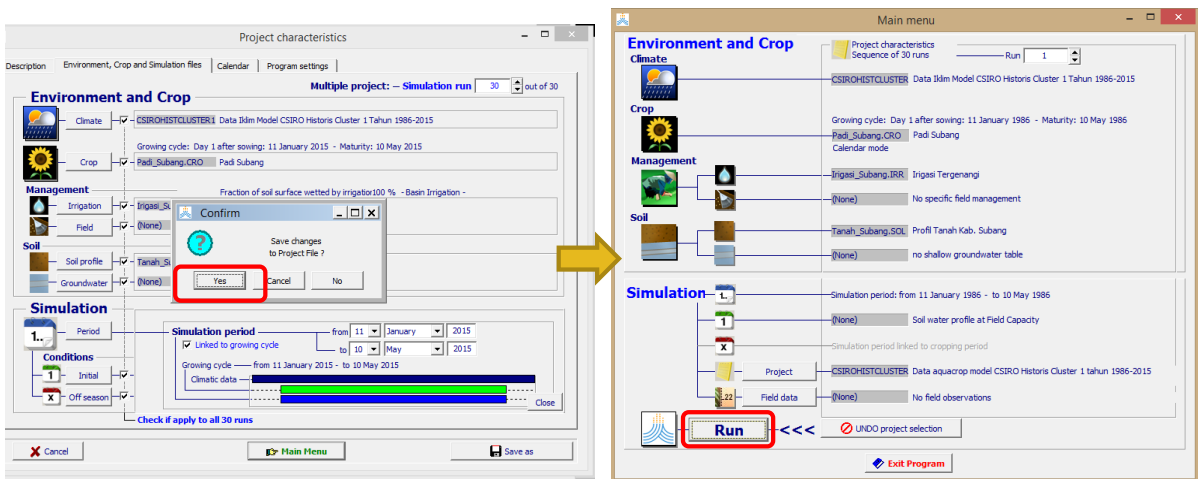 Project characteristics
Description Environment, Crop and Simulation files Calendar Program settings
Multiple project: -- Simulation run 30 out of 30
Environment and Crop
Climate CSIROHISTCLUSTER1 Data Iklim Model CSIRO Historis Cluster 1 Tahun 1986-2015
Growing cycle: Day 1 after sowing: 11 January 2015 - Maturity: 10 May 2015
Crop Padi_Subang.CRO Padi Subang
Management
Fraction of soil surface wetted by irrigatior100 % - Basin Irrigation -
Irrigation Irigasi_Su
Field (None)
Soil
Soil profile Tanah_Su
Groundwater (None)
Confirm
Save changes
to Project File ?
Yes Cancel No
Simulation
1.. Period
Simulation period from 11 January 2015
Linked to growing cycle to 10 May 2015
Growing cycle from 11 January 2015 - to 10 May 2015
Climatic data
Close
Conditions
1 Initial
X Off season
Check if apply to all 30 runs
Cancel Main Menu Save as
Main menu
Environment and Crop
Project characteristics
Sequence of 30 runs Run 1
Climate
CSIROHISTCLUSTER Data Iklim Model CSIRO Historis Cluster 1 Tahun 1986-2015
Crop
Growing cycle: Day 1 after sowing: 11 January 1986 - Maturity: 10 May 1986
Padi_Subang.CRO Padi Subang
Calendar mode
Management
Irigasi_Subang.IRR Irigasi Tergenangi
(None) No specific field management
Soil
Tanah_Subang.SOL Profil Tanah Kab. Subang
(None) no shallow groundwater table
Simulation
1.. Simulation period: from 11 January 1986 - to 10 May 1986
1 (None) Soil water profile at Field Capacity
X Simulation period linked to cropping period
Project CSIROHISTCLUSTER Data aquacrop model CSIRO Historis Cluster 1 tahun 1986-2015
.22 Field data (None) No field observations
Run <<< UNDO project selection
Exit Program